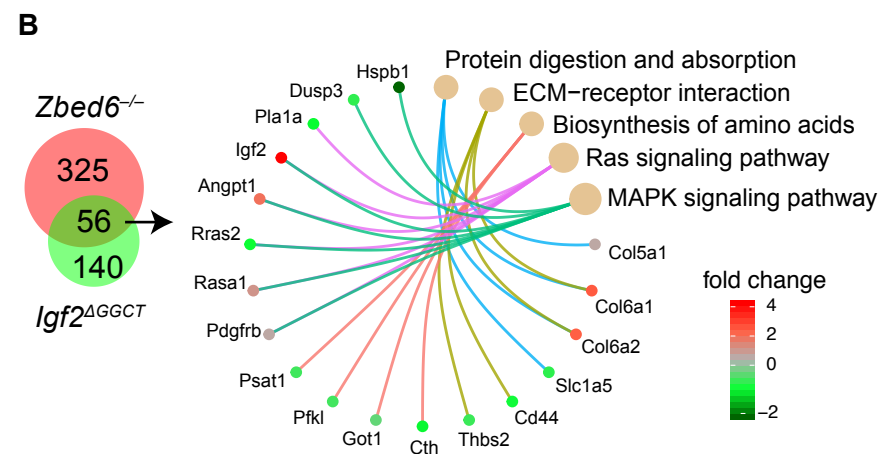 B
Zbed6–/–
325
56
140
Igf2ΔGGCT
Hspb1
Dusp3
Pla1a
Igf2
Angpt1
Rras2
Rasa1
Pdgfrb
Psat1
Pfkl
Got1
Cth
Thbs2
Cd44
Slc1a5
Col6a2
Col6a1
Col5a1
Protein digestion and absorption
ECM−receptor interaction
Biosynthesis of amino acids
Ras signaling pathway
MAPK signaling pathway
fold change
4
2
0
−2